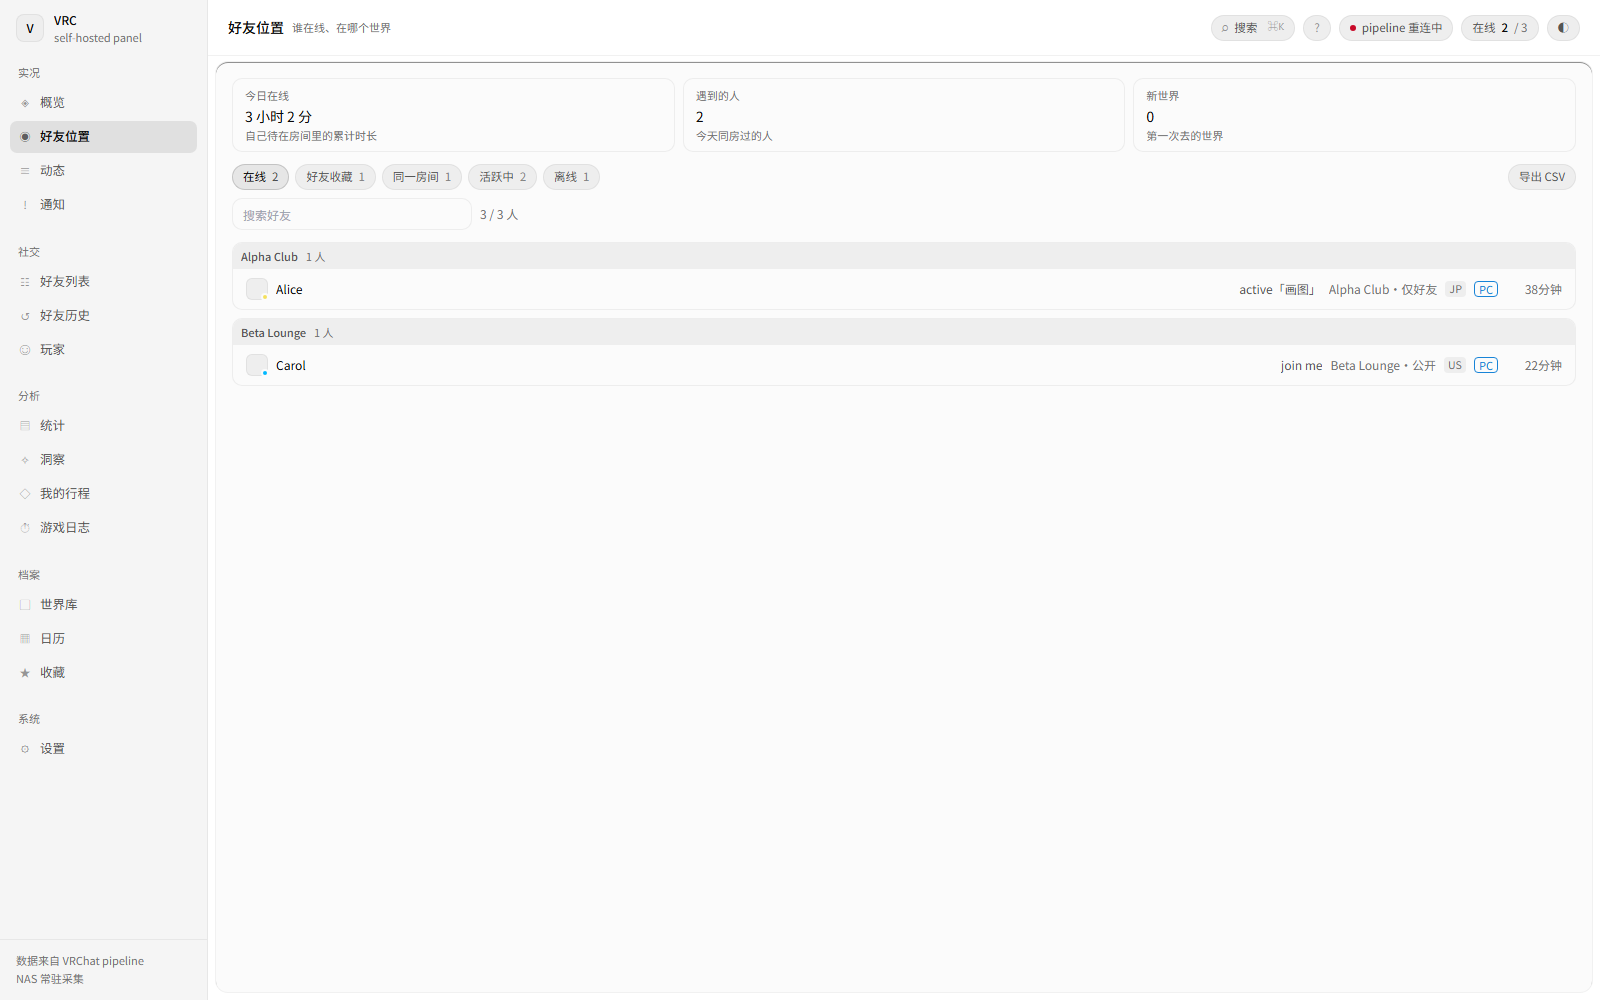 V
VRC
self-hosted panel
实况
概览
好友位置
动态
通知
社交
好友列表
好友历史
玩家
分析
统计
洞察
我的行程
游戏日志
档案
世界库
日历
收藏
系统
设置
数据来自 VRChat pipeline
NAS 常驻采集
好友位置 谁在线、在哪个世界
搜索 ⌘K
?
pipeline 重连中
在线 2 / 3
今日在线
3 小时 2 分
自己待在房间里的累计时长
遇到的人
2
今天同房过的人
新世界
0
第一次去的世界
在线 2
好友收藏 1
同一房间 1
活跃中 2
离线 1
导出 CSV
搜索好友
3 / 3 人
Alpha Club 1 人
Alice active「画图」 Alpha Club・仅好友 JP PC 38分钟
Beta Lounge 1 人
Carol join me Beta Lounge・公开 US PC 22分钟